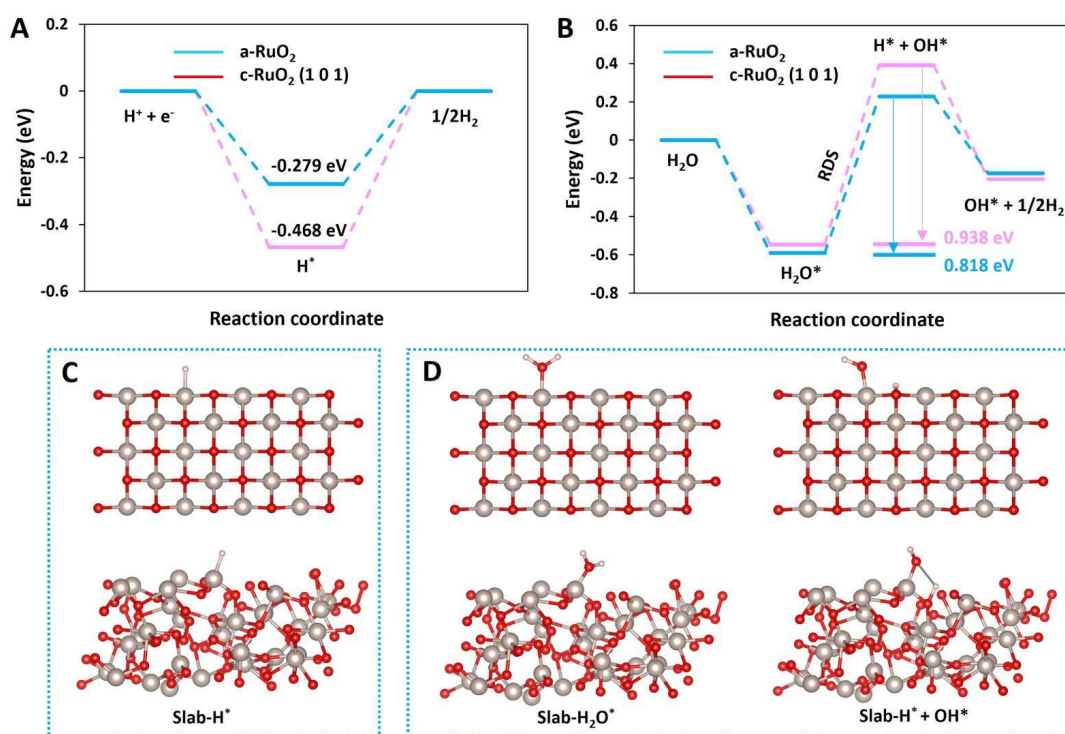 A
0.2
0
-0.2
-0.4
-0.6
Energy (eV)
a-RuO₂
c-RuO₂ (1 0 1)
H⁺ + e⁻
1/2H₂
-0.279 eV
-0.468 eV
H*
Reaction coordinate
B
0.6
0.4
0.2
0
-0.2
-0.4
-0.6
-0.8
Energy (eV)
a-RuO₂
c-RuO₂ (1 0 1)
H* + OH*
H₂O
RDS
OH* + 1/2H₂
0.938 eV
0.818 eV
H₂O*
Reaction coordinate
C
Slab-H*
D
Slab-H₂O*
Slab-H* + OH*